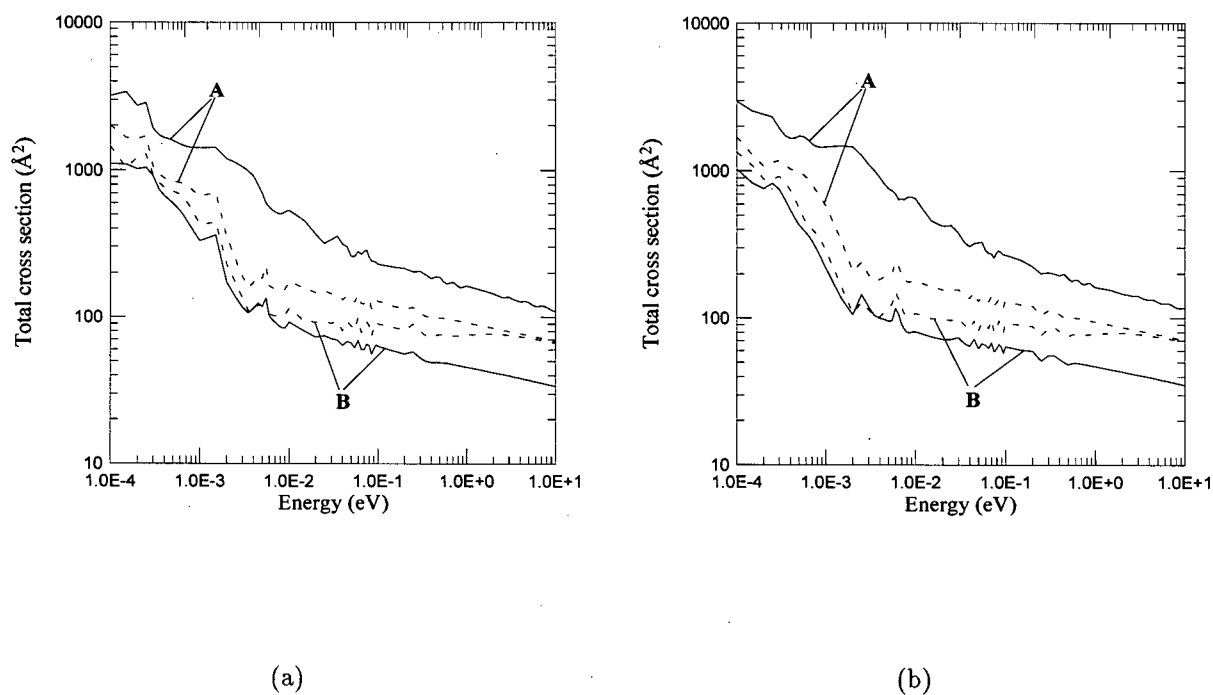 10000
1000
100
10
Total cross section (Å²)
A
B
1.0E-4
1.0E-3
1.0E-2
1.0E-1
1.0E+0
1.0E+1
Energy (eV)
(a)
10000
1000
100
10
Total cross section (Å²)
A
B
1.0E-4
1.0E-3
1.0E-2
1.0E-1
1.0E+0
1.0E+1
Energy (eV)
(b)